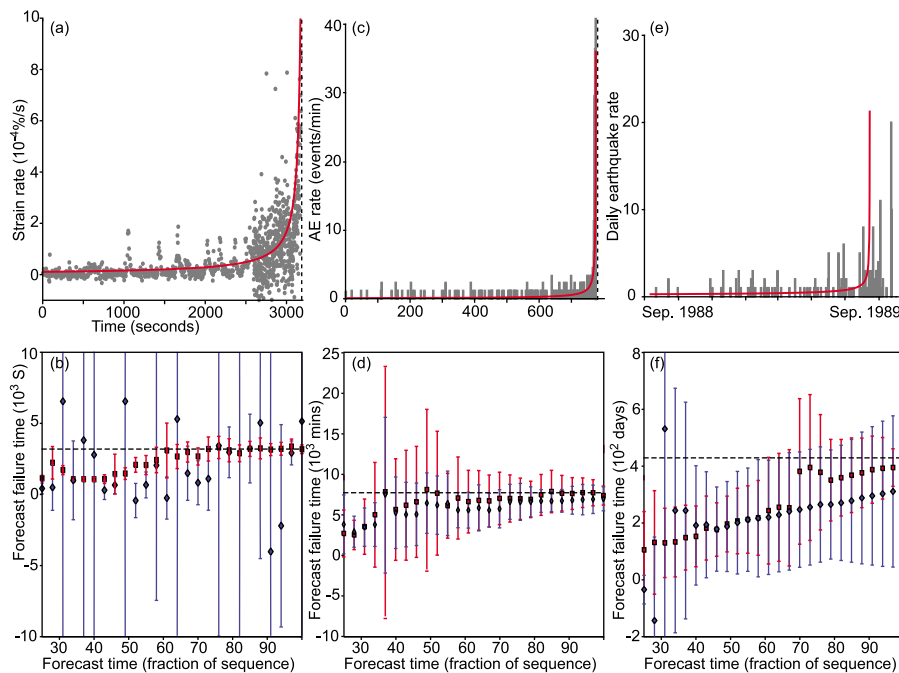 (a)
Strain rate (10⁻⁴%/s)
10
8
6
4
2
0
0 1000 2000 3000
Time (seconds)
(c)
AE rate (events/min)
40
30
20
10
0
0 200 400 600
Time (minutes)
(e)
Daily earthquake rate
30
20
10
0
Sep. 1988 Sep. 1989
(b)
Forecast failure time (10³ S)
10
5
0
-5
-10
30 40 50 60 70 80 90
Forecast time (fraction of sequence)
(d)
Forecast failure time (10³ mins)
20
15
10
5
0
-5
-10
30 40 50 60 70 80 90
Forecast time (fraction of sequence)
(f)
Forecast failure time (10² days)
8
6
4
2
0
-2
30 40 50 60 70 80 90
Forecast time (fraction of sequence)